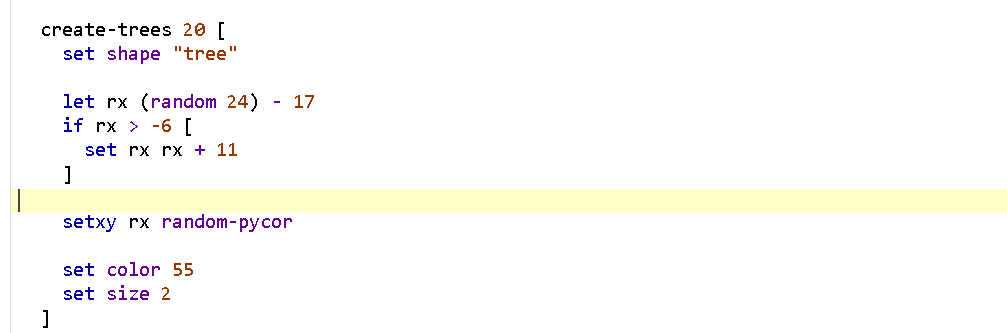 create-trees 20 [
set shape "tree"
let rx (random 24) - 17
if rx > -6 [
set rx rx + 11
]
setxy rx random-pycor
set color 55
set size 2
]